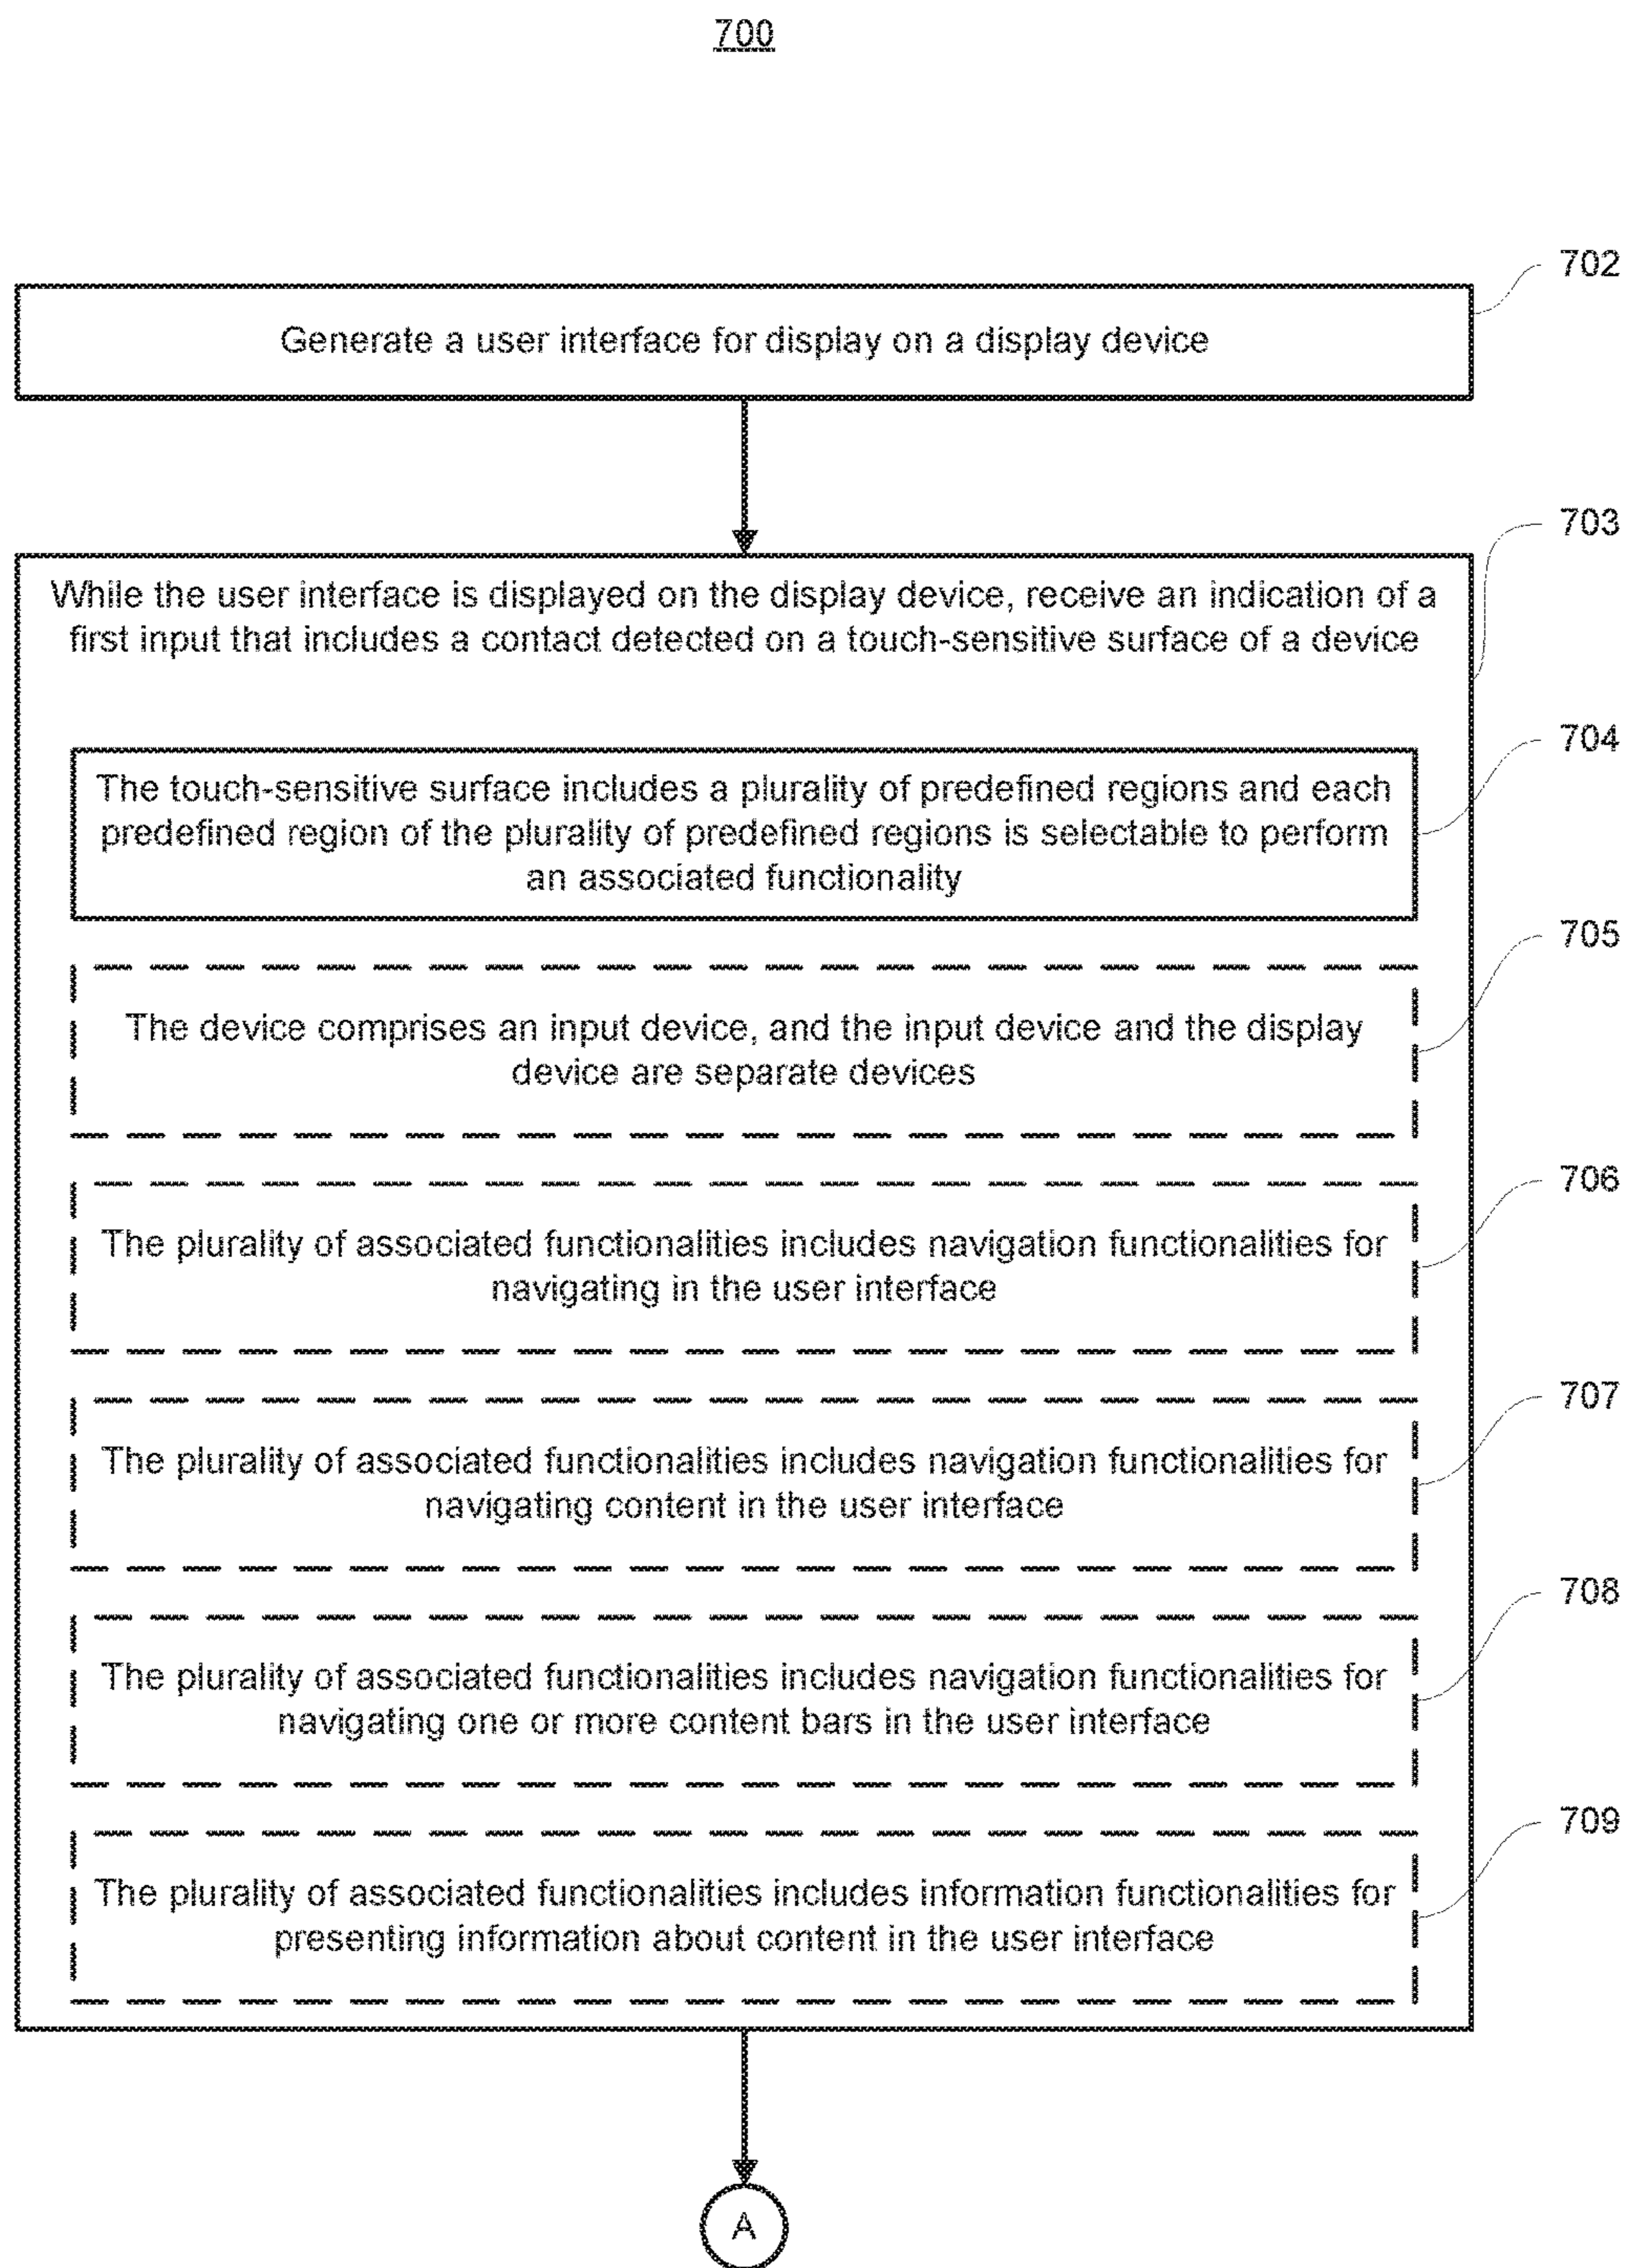 700
702
Generate a user interface for display on a display device
703
While the user interface is displayed on the display device, receive an indication of a
first input that includes a contact detected on a touch-sensitive surface of a device
704
The touch-sensitive surface includes a plurality of predefined regions and each
predefined region of the plurality of predefined regions is selectable to perform
an associated functionality
705
The device comprises an input device, and the input device and the display
device are separate devices
706
The plurality of associated functionalities includes navigation functionalities for
navigating in the user interface
707
The plurality of associated functionalities includes navigation functionalities for
navigating content in the user interface
708
The plurality of associated functionalities includes navigation functionalities for
navigating one or more content bars in the user interface
709
The plurality of associated functionalities includes information functionalities for
presenting information about content in the user interface
A